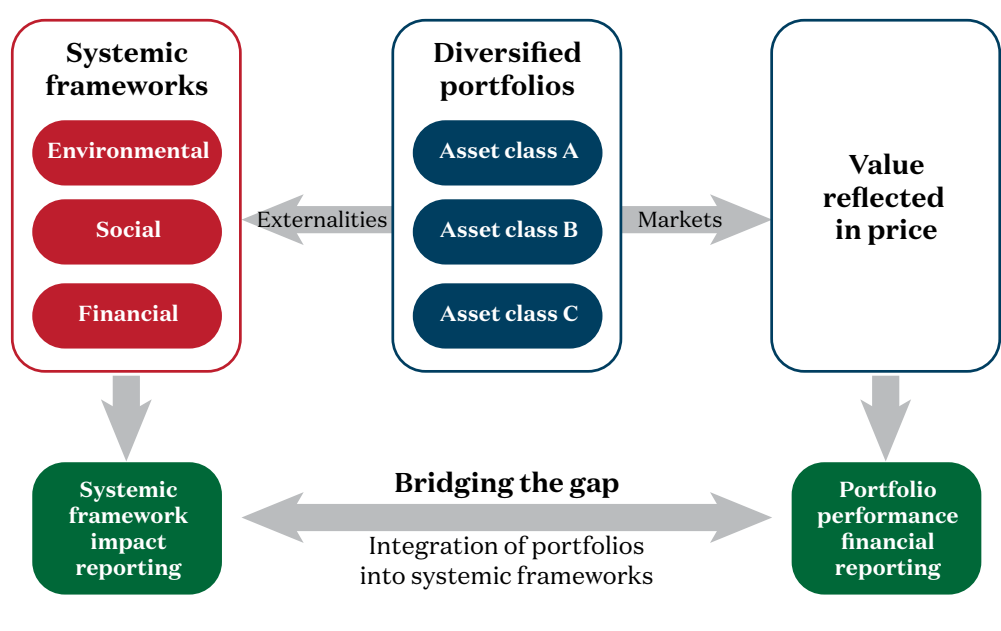 Systemic
frameworks
Environmental
Social
Financial
Externalities
Diversified
portfolios
Asset class A
Asset class B
Asset class C
Markets
Value
reflected
in price
Systemic
framework
impact
reporting
Bridging the gap
Integration of portfolios
into systemic frameworks
Portfolio
performance
financial
reporting